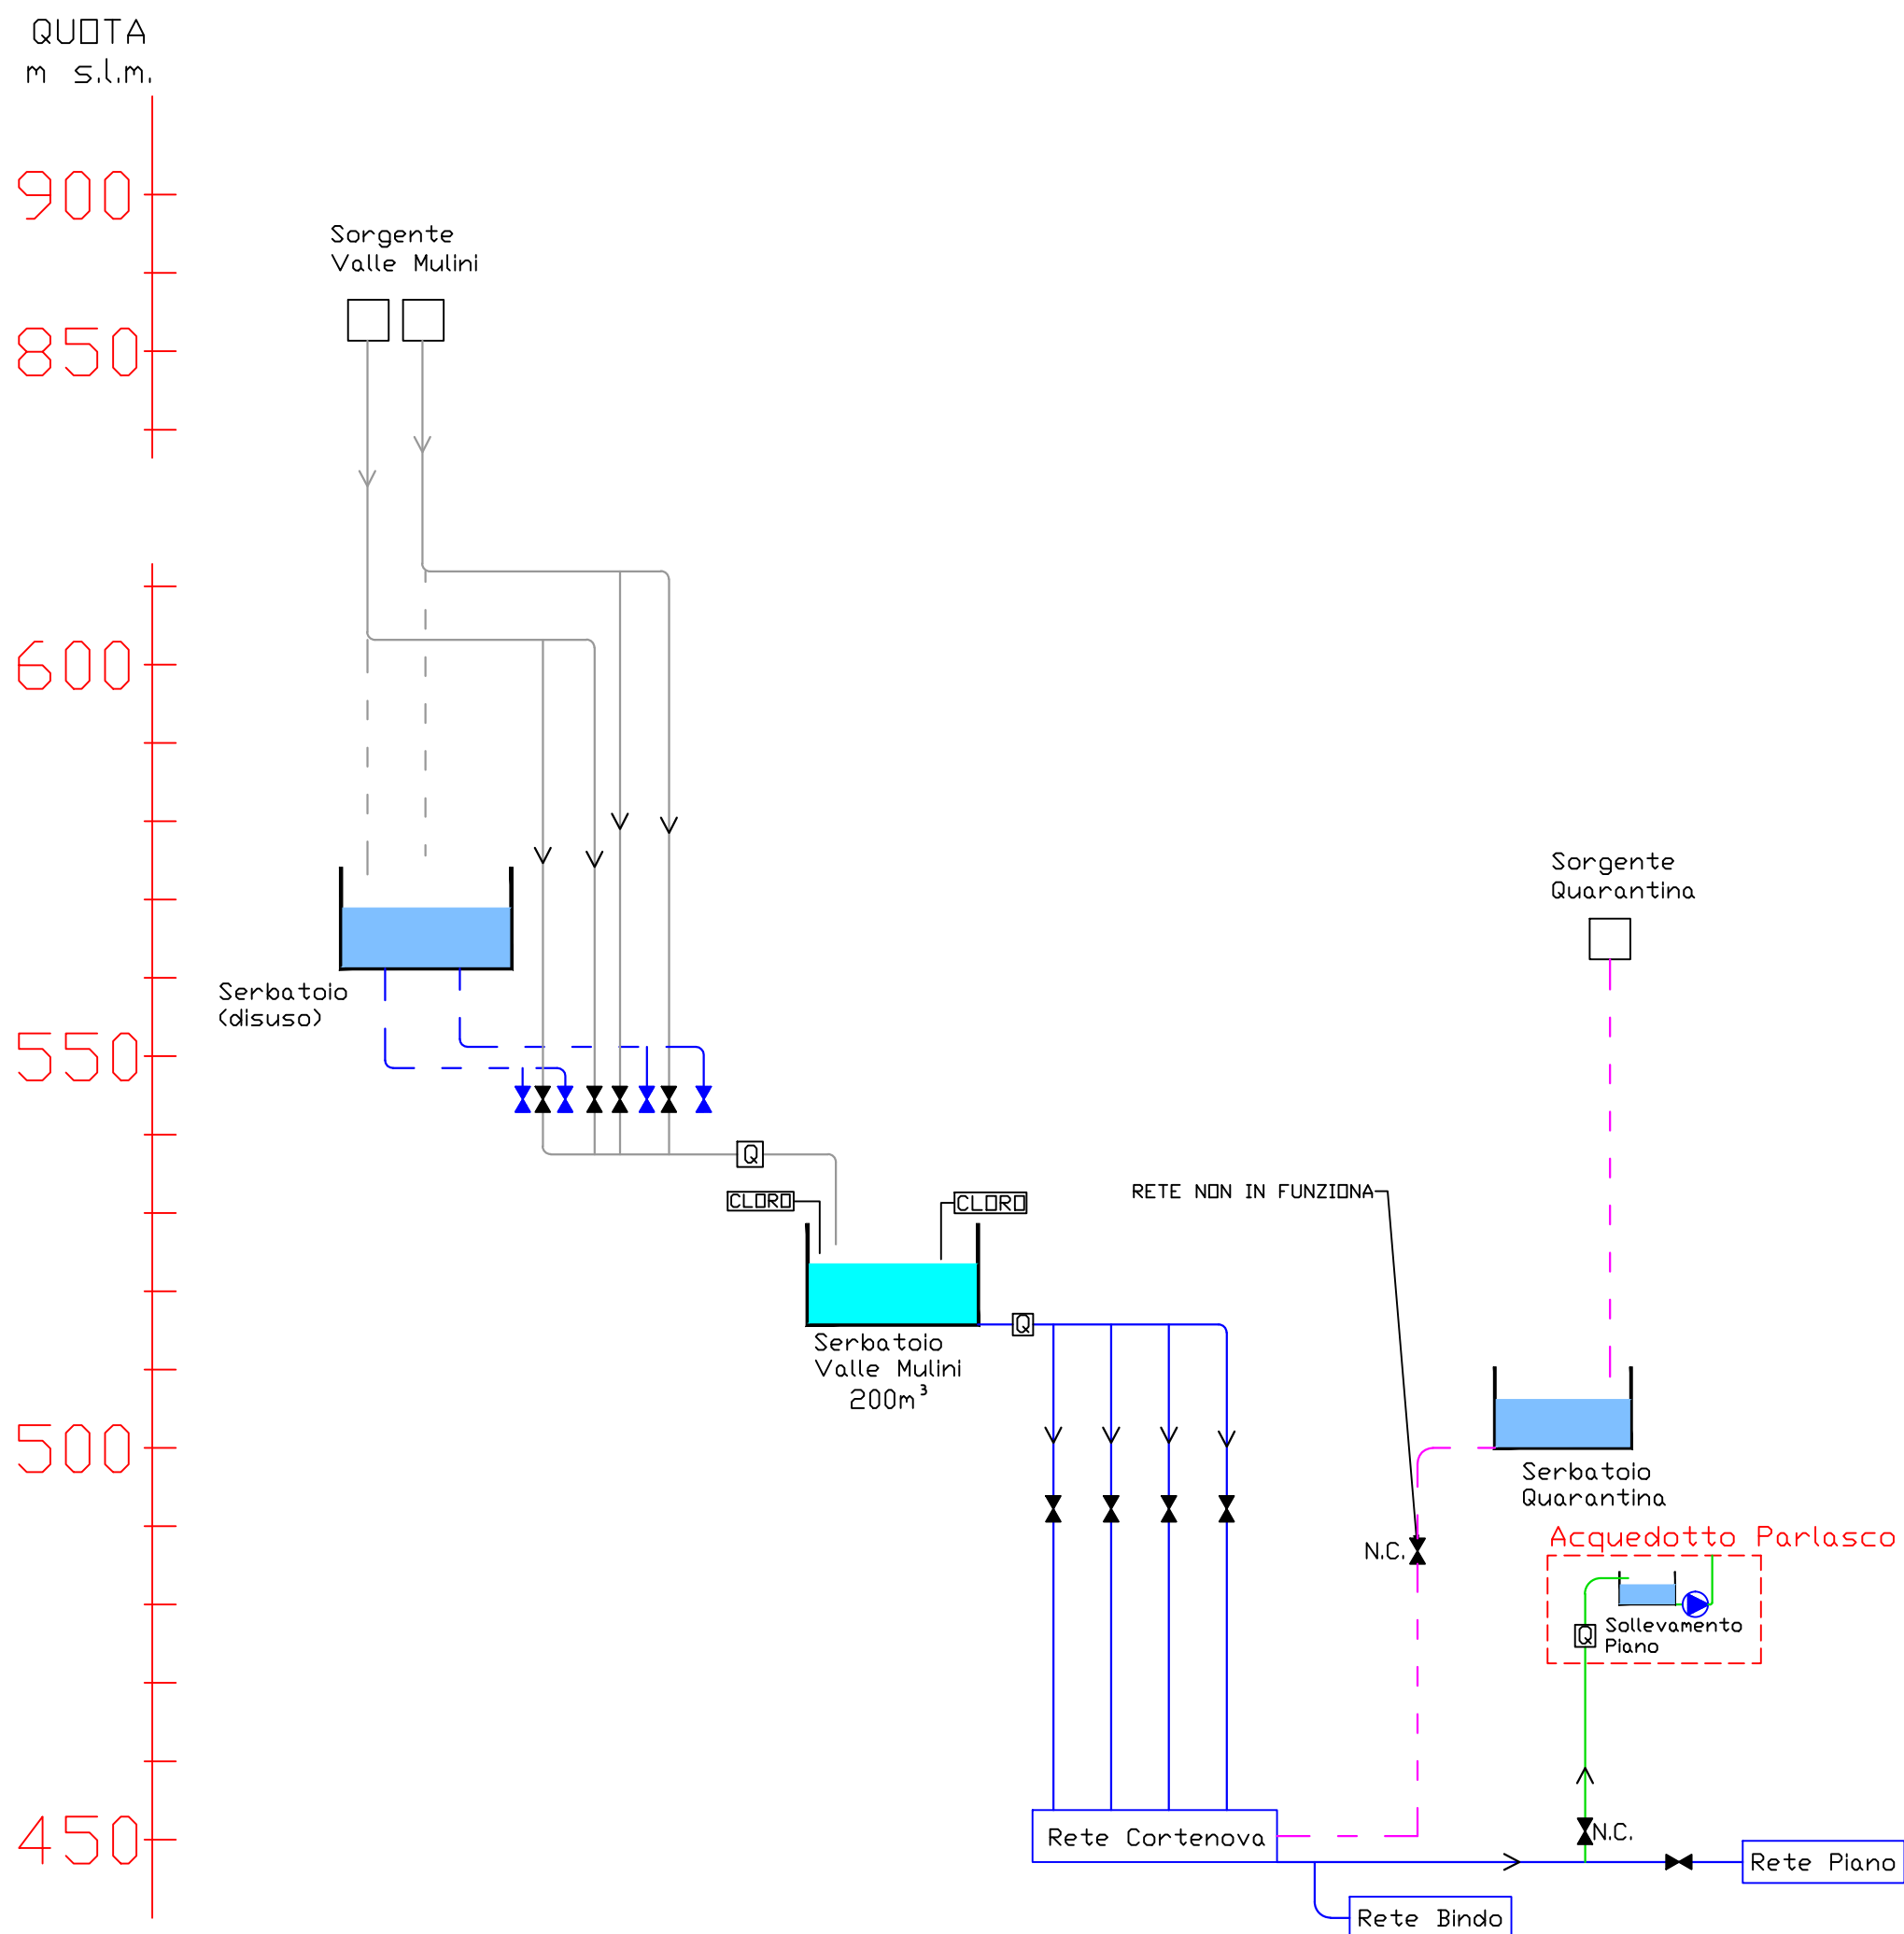 QUOTA
m s.l.m.
900
Sorgente
Valle Mulini
850
600
Sorgente
Quarantina
Serbatoio
(disuso)
550
Q
CLORO
CLORO
RETE NON IN FUNZIONA
Q
Serbatoio
Valle Mulini
200m³
500
Serbatoio
Quarantina
Acquedotto Parlasco
N.C.
Sollevamento
Piano
Q
N.C.
450
Rete Cortenova
Rete Piano
Rete Bindo